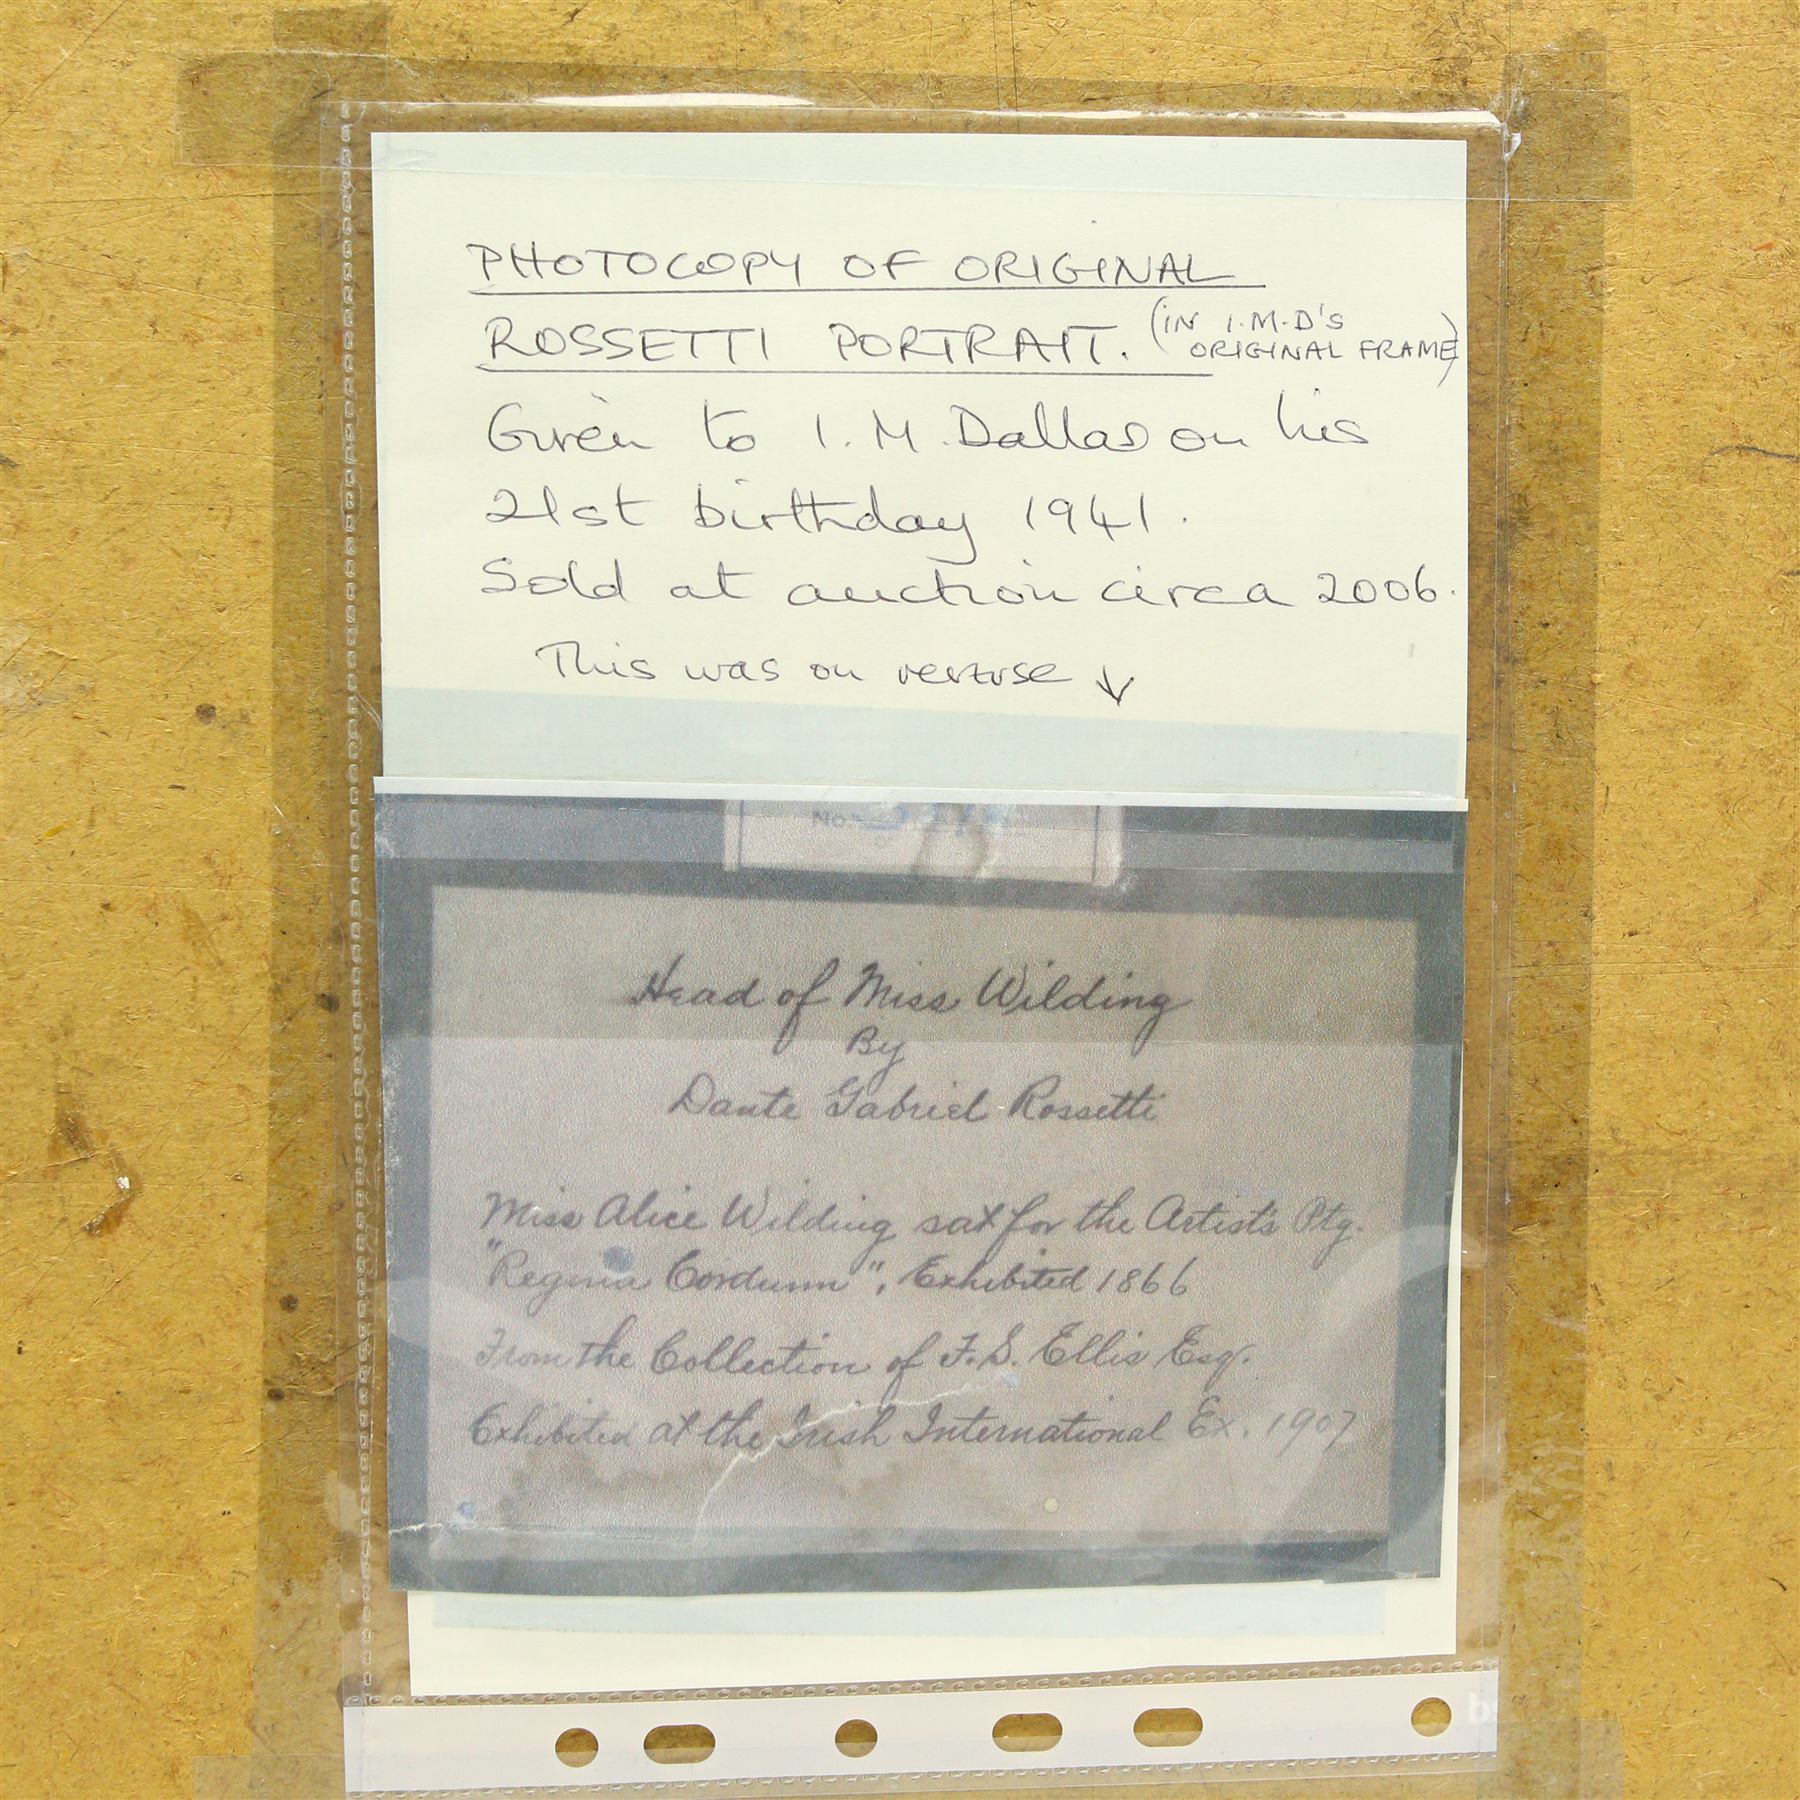 PHOTOCOPY OF ORIGINAL
ROSSETTI PORTRAIT. (IN I.M.D'S
ORIGINAL FRAME)
Given to I.M. Dallas on his
21st birthday 1941.
Sold at auction circa 2006.
This was on reverse ↓
Head of Miss Wilding
By
Dante Gabriel Rossetti
Miss Alice Wilding sat for the Artist's Ptg.
"Regina Cordium", Exhibited 1866
From the Collection of F.S. Ellis Esq.
Exhibited at the Irish International Ex. 1907